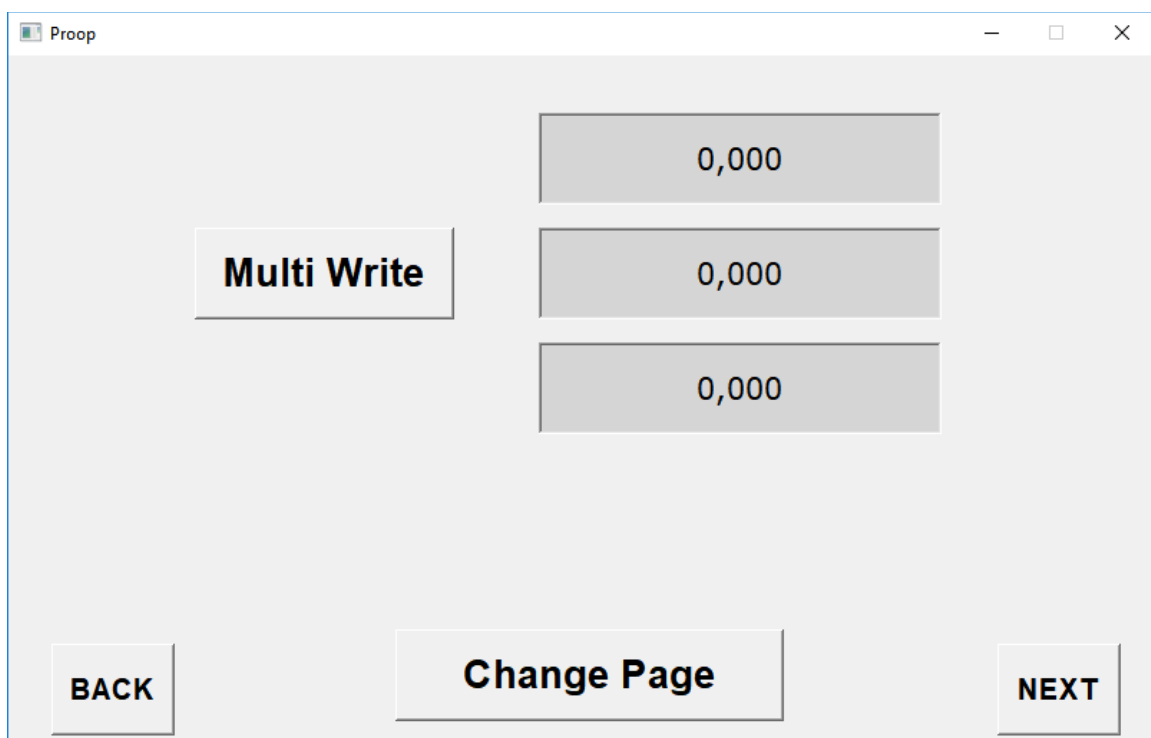 Proop
0,000
Multi Write
0,000
0,000
Change Page
BACK
NEXT